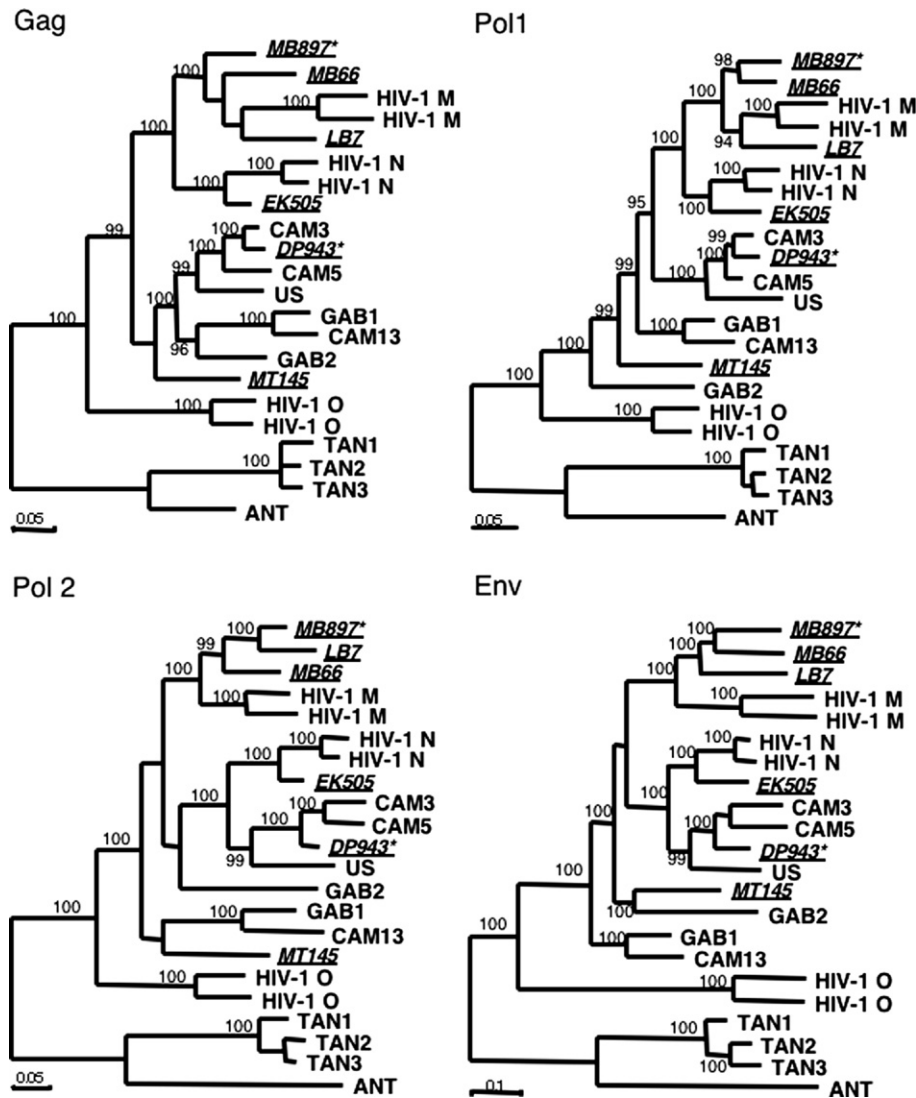 Gag
MB897*
100
MB66
100
HIV-1 M
HIV-1 M
100
LB7
100
HIV-1 N
HIV-1 N
100
EK505
99
CAM3
100
DP943*
100
CAM5
99
US
100
GAB1
100
CAM13
96
GAB2
MT145
100
HIV-1 O
100
HIV-1 O
TAN1
100
TAN2
TAN3
ANT
0.05
Pol1
98
MB897*
MB66
100
100
HIV-1 M
HIV-1 M
100
94
LB7
100
HIV-1 N
HIV-1 N
100
EK505
95
99
CAM3
100
DP943*
100
CAM5
US
99
GAB1
100
CAM13
99
MT145
100
GAB2
100
HIV-1 O
100
HIV-1 O
TAN1
100
TAN2
TAN3
ANT
0.05
Pol 2
100
MB897*
99
LB7
100
MB66
100
HIV-1 M
HIV-1 M
100
HIV-1 N
100
HIV-1 N
EK505
100
100
CAM3
CAM5
100
DP943*
99
US
100
GAB2
100
GAB1
CAM13
MT145
100
100
HIV-1 O
HIV-1 O
100
TAN1
TAN2
TAN3
ANT
0.05
Env
100
MB897*
100
MB66
100
LB7
100
HIV-1 M
HIV-1 M
100
HIV-1 N
100
HIV-1 N
EK505
100
CAM3
100
CAM5
DP943*
99
US
100
MT145
100
GAB2
100
GAB1
CAM13
100
100
HIV-1 O
HIV-1 O
100
TAN1
TAN2
100
TAN3
ANT
0.1